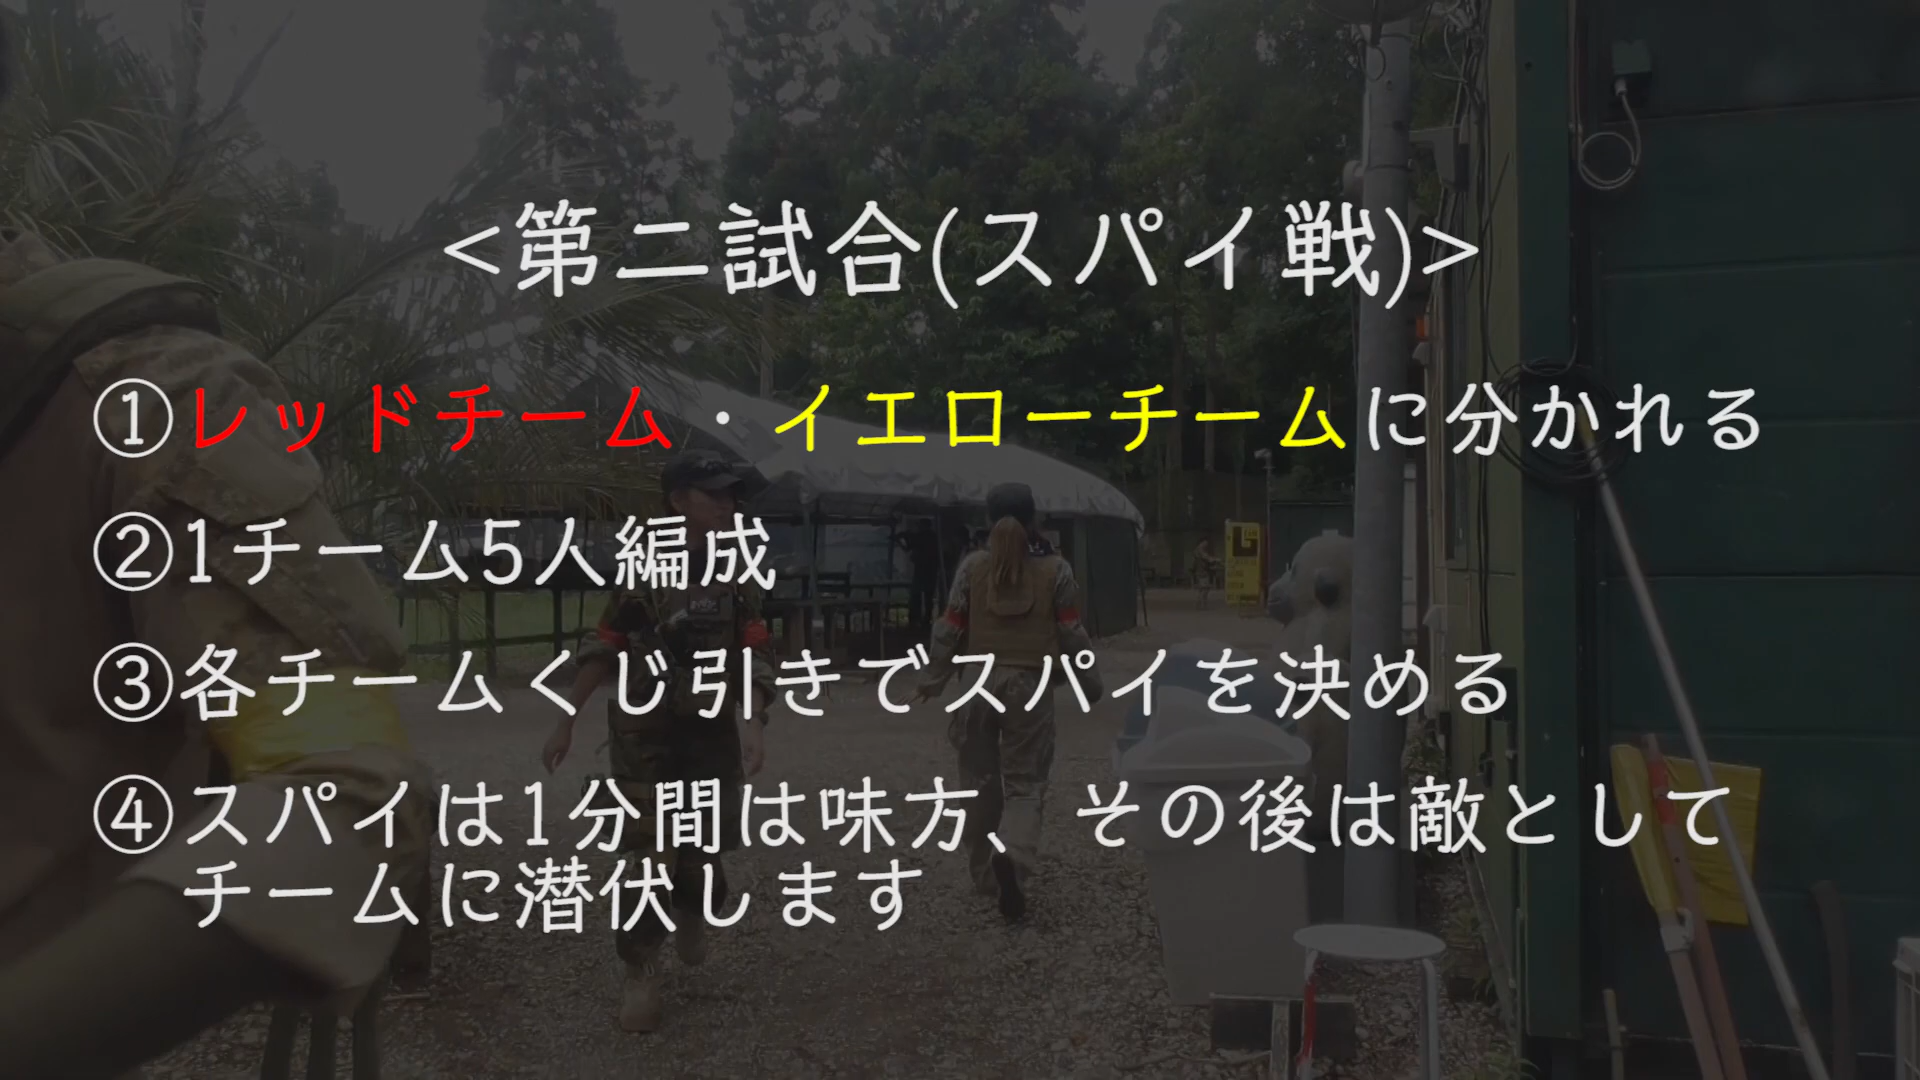 <第二試合(スパイ戦)>
①レッドチーム・イエローチームに分かれる
②1チーム5人編成
③各チームくじ引きでスパイを決める
④スパイは1分間は味方、その後は敵として
チームに潜伏します